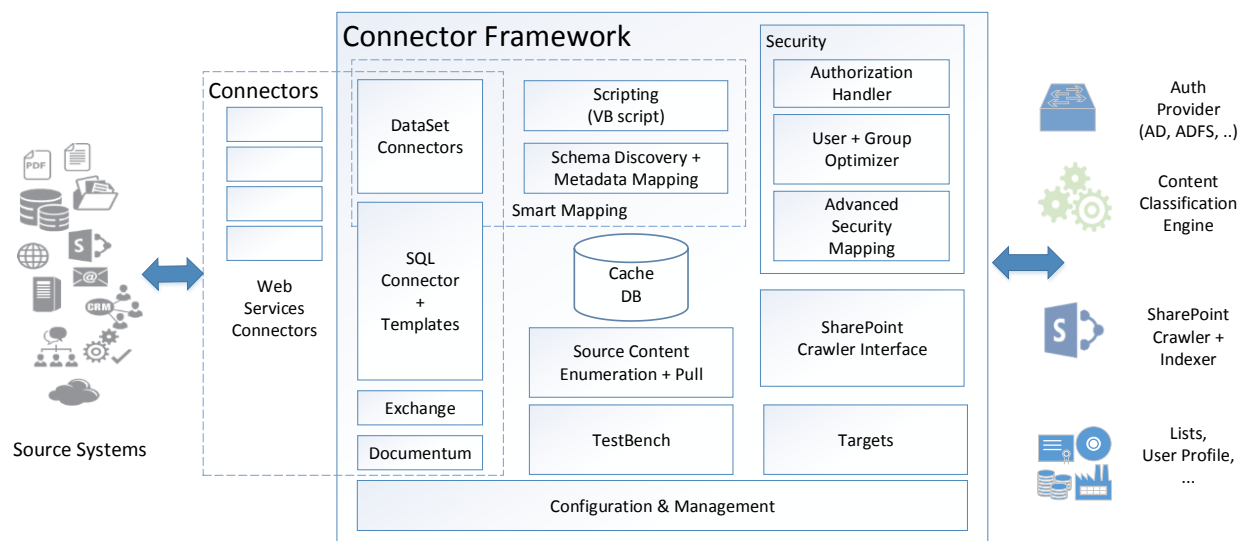 Connector Framework
Connectors
Web
Services
Connectors
DataSet
Connectors
SQL
Connector
+
Templates
Exchange
Documentum
Scripting
(VB script)
Schema Discovery +
Metadata Mapping
Smart Mapping
Cache
DB
Source Content
Enumeration + Pull
TestBench
Security
Authorization
Handler
User + Group
Optimizer
Advanced
Security
Mapping
SharePoint
Crawler Interface
Targets
Configuration & Management
PDF
S
@
CRM
Source Systems
Auth
Provider
(AD, ADFS, ..)
Content
Classification
Engine
S
SharePoint
Crawler +
Indexer
Lists,
User Profile,
...